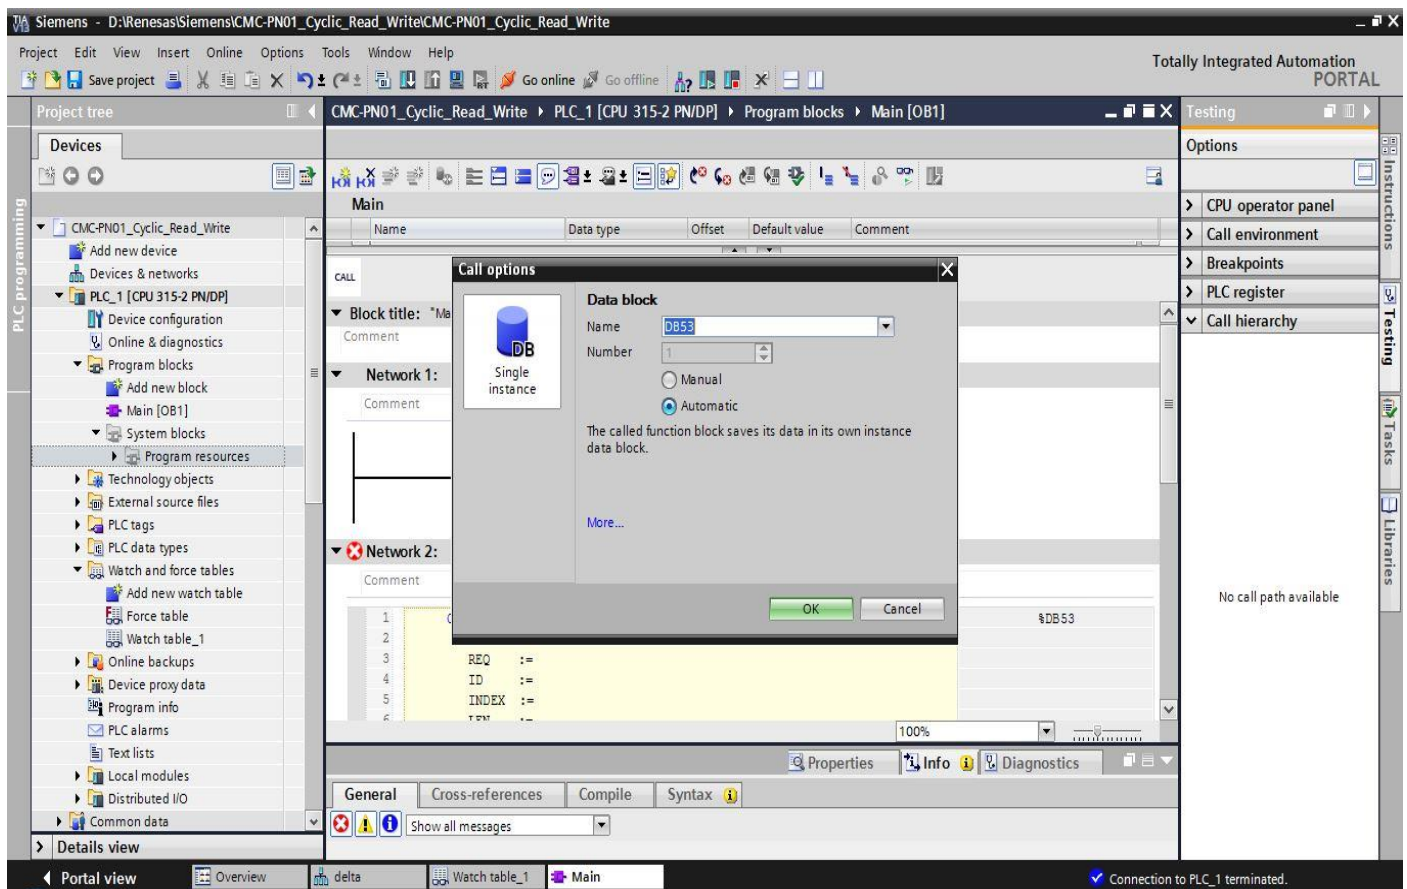 Siemens - D:\Renesas\Siemens\CMC-PN01_Cyclic_Read_Write\CMC-PN01_Cyclic_Read_Write
Project Edit View Insert Online Options Tools Window Help
Totally Integrated Automation
PORTAL
Save project Go online Go offline
Project tree
CMC-PN01_Cyclic_Read_Write PLC_1 [CPU 315-2 PN/DP] Program blocks Main [OB1]
Testing
Devices
Options
PLC programming
Main
Name Data type Offset Default value Comment
CMC-PN01_Cyclic_Read_Write
Add new device
Devices & networks
PLC_1 [CPU 315-2 PN/DP]
Device configuration
Online & diagnostics
Program blocks
Add new block
Main [OB1]
System blocks
Program resources
Technology objects
External source files
PLC tags
PLC data types
Watch and force tables
Add new watch table
Force table
Watch table_1
Online backups
Device proxy data
Program info
PLC alarms
Text lists
Local modules
Distributed I/O
Common data
Details view
CALL
Block title: "Ma
Comment
Network 1:
Comment
Network 2:
Comment
1
%DB53
2
3 REQ :=
4 ID :=
5 INDEX :=
6 LEN :=
100%
Call options
Single
instance
DB
Data block
Name DB53
Number 1
Manual
Automatic
The called function block saves its data in its own instance
data block.
More...
OK Cancel
Properties Info Diagnostics
General Cross-references Compile Syntax
Show all messages
CPU operator panel
Call environment
Breakpoints
PLC register
Call hierarchy
No call path available
Instructions
Testing
Tasks
Libraries
Portal view Overview delta Watch table_1 Main
Connection to PLC_1 terminated.